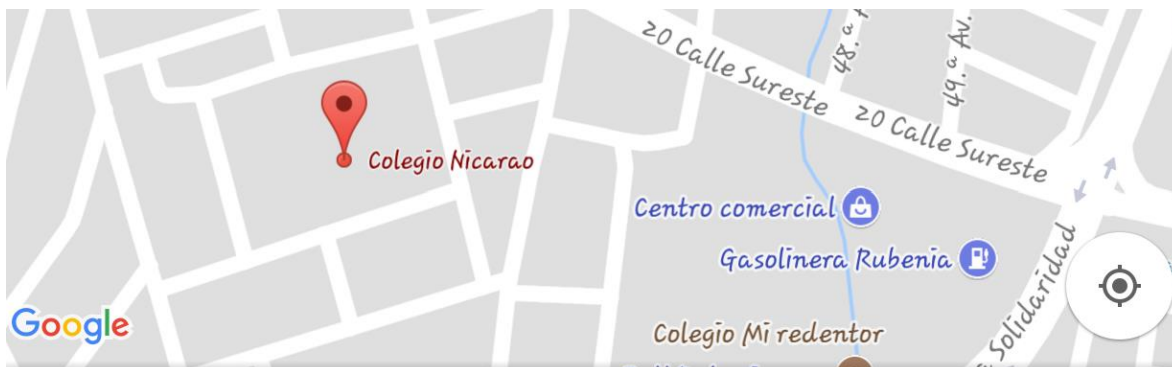 20 Calle Sureste
48.ª A
49.ª Av.
20 Calle Sureste
Colegio Nicarao
Centro comercial
Gasolinera Rubenia
Solidaridad
Google
Colegio Mi redentor